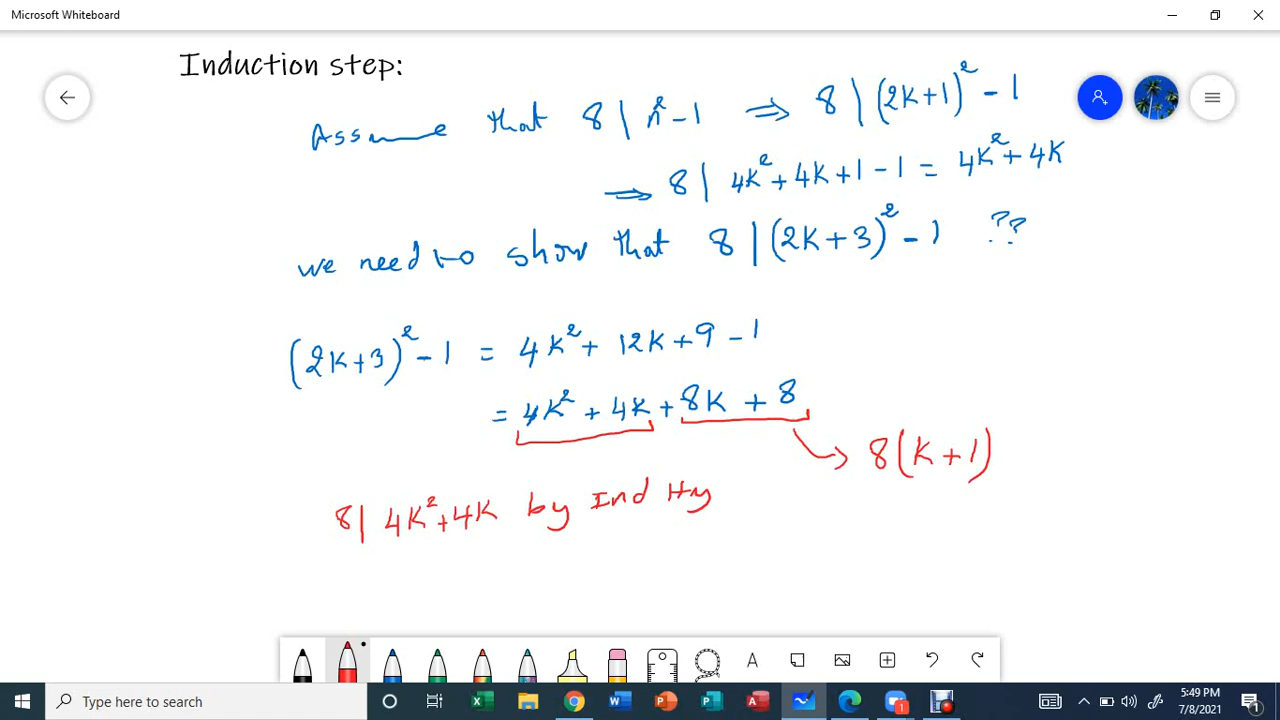 Microsoft Whiteboard
Induction step:
Assume that 8 | n² - 1 ⇒ 8 | (2K+1)² - 1
⇒ 8 | 4K² + 4K + 1 - 1 = 4K² + 4K
we need to show that 8 | (2K+3)² - 1 ??
(2K+3)² - 1 = 4K² + 12K + 9 - 1
= 4K² + 4K + 8K + 8
8(K+1)
8 | 4K² + 4K by Ind Hy
A
Type here to search
1
5:49 PM
7/8/2021
1